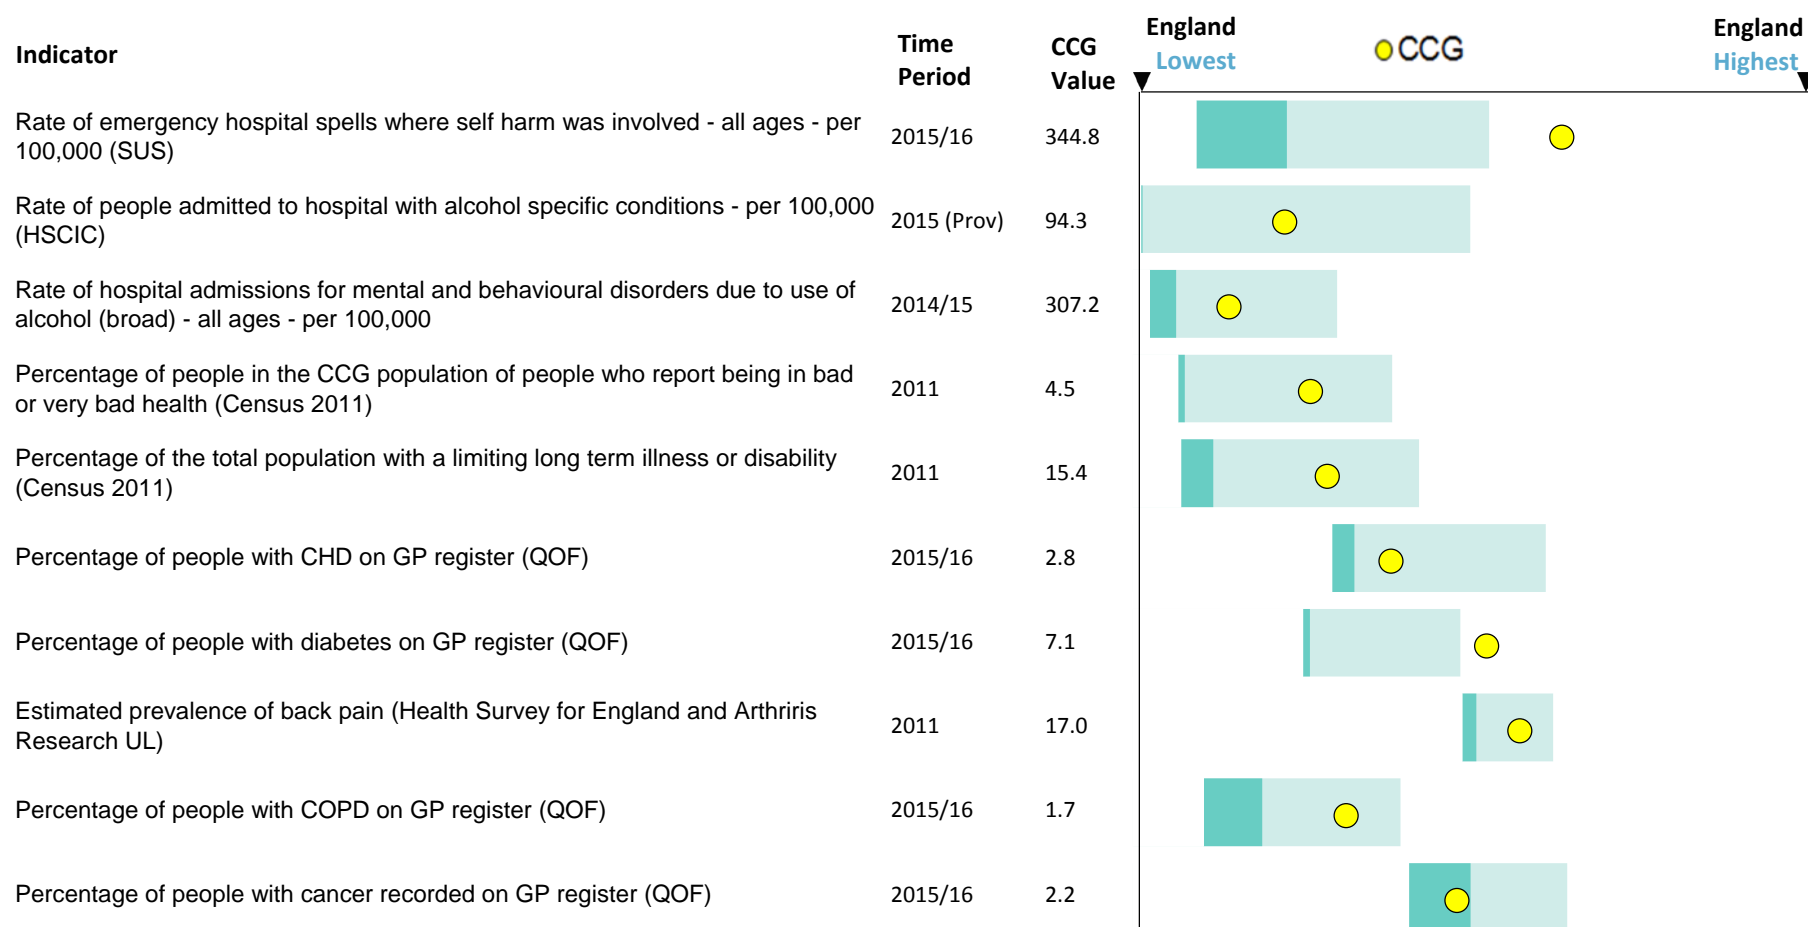 Indicator
Time
Period
CCG
Value
England
Lowest
CCG
England
Highest
Rate of emergency hospital spells where self harm was involved - all ages - per
100,000 (SUS)
2015/16
344.8
Rate of people admitted to hospital with alcohol specific conditions - per 100,000
(HSCIC)
2015 (Prov)
94.3
Rate of hospital admissions for mental and behavioural disorders due to use of
alcohol (broad) - all ages - per 100,000
2014/15
307.2
Percentage of people in the CCG population of people who report being in bad
or very bad health (Census 2011)
2011
4.5
Percentage of the total population with a limiting long term illness or disability
(Census 2011)
2011
15.4
Percentage of people with CHD on GP register (QOF)
2015/16
2.8
Percentage of people with diabetes on GP register (QOF)
2015/16
7.1
Estimated prevalence of back pain (Health Survey for England and Arthriris
Research UL)
2011
17.0
Percentage of people with COPD on GP register (QOF)
2015/16
1.7
Percentage of people with cancer recorded on GP register (QOF)
2015/16
2.2